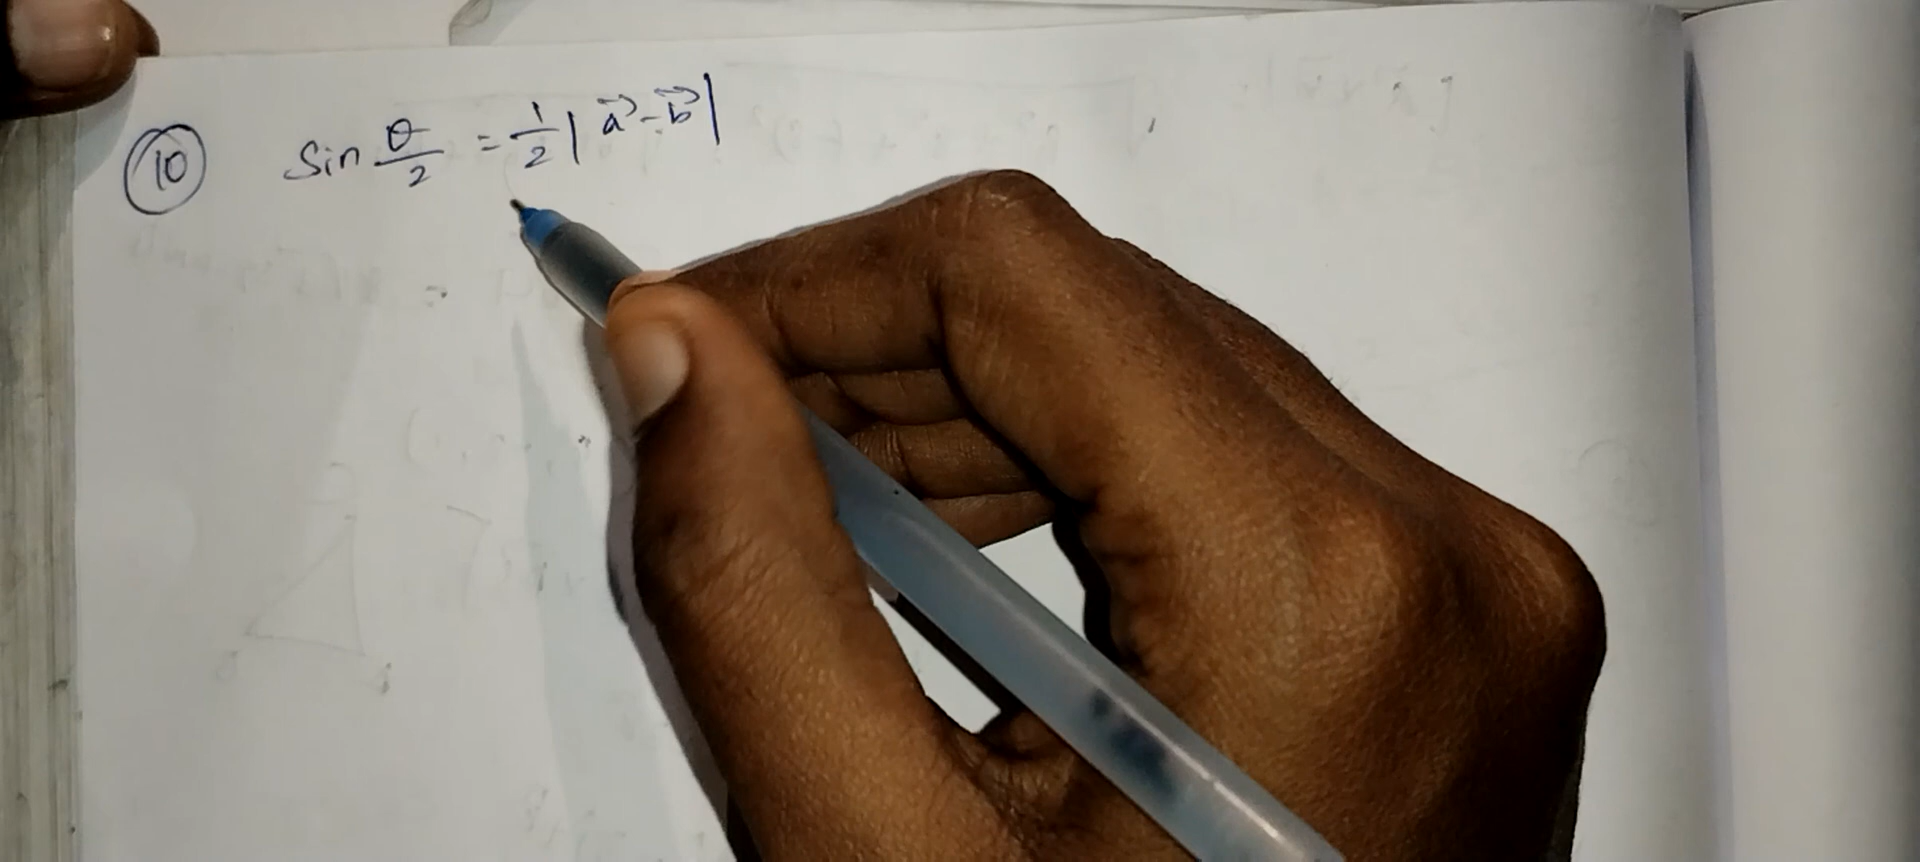 10 Sin θ/2 = 1/2 | a⃗ - b⃗ |